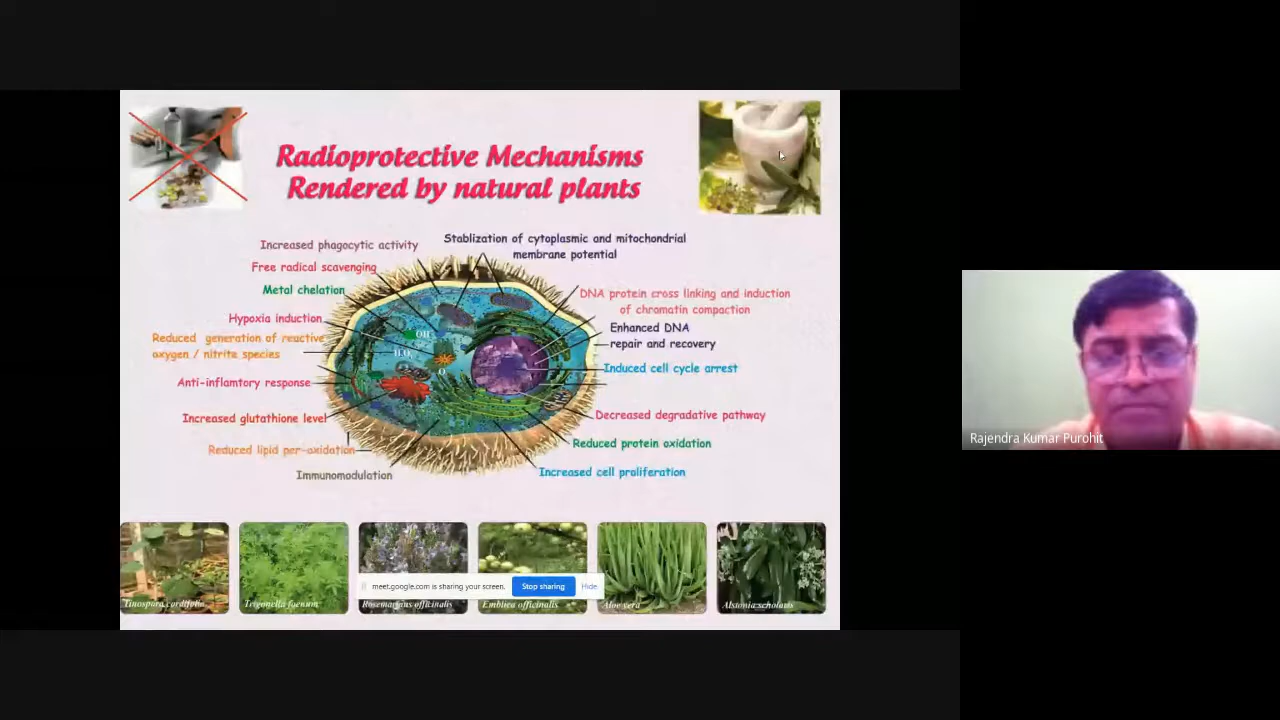 Radioprotective Mechanisms
Rendered by natural plants
Increased phagocytic activity
Stablization of cytoplasmic and mitochondrial
membrane potential
Free radical scavenging
Metal chelation
DNA protein cross linking and induction
of chromatin compaction
Hypoxia induction
Enhanced DNA
repair and recovery
Reduced generation of reactive
oxygen / nitrite species
OH
Induced cell cycle arrest
Anti-inflamtory response
Increased glutathione level
Decreased degradative pathway
Reduced lipid per-oxidation
Reduced protein oxidation
Immunomodulation
Increased cell proliferation
Rajendra Kumar Purohit
meet.google.com is sharing your screen.
Stop sharing
Hide
Tinospora cordifolia
Trigonella foenum
Rosemarinus officinalis
Emblica officinalis
Aloe vera
Alstonia scholaris